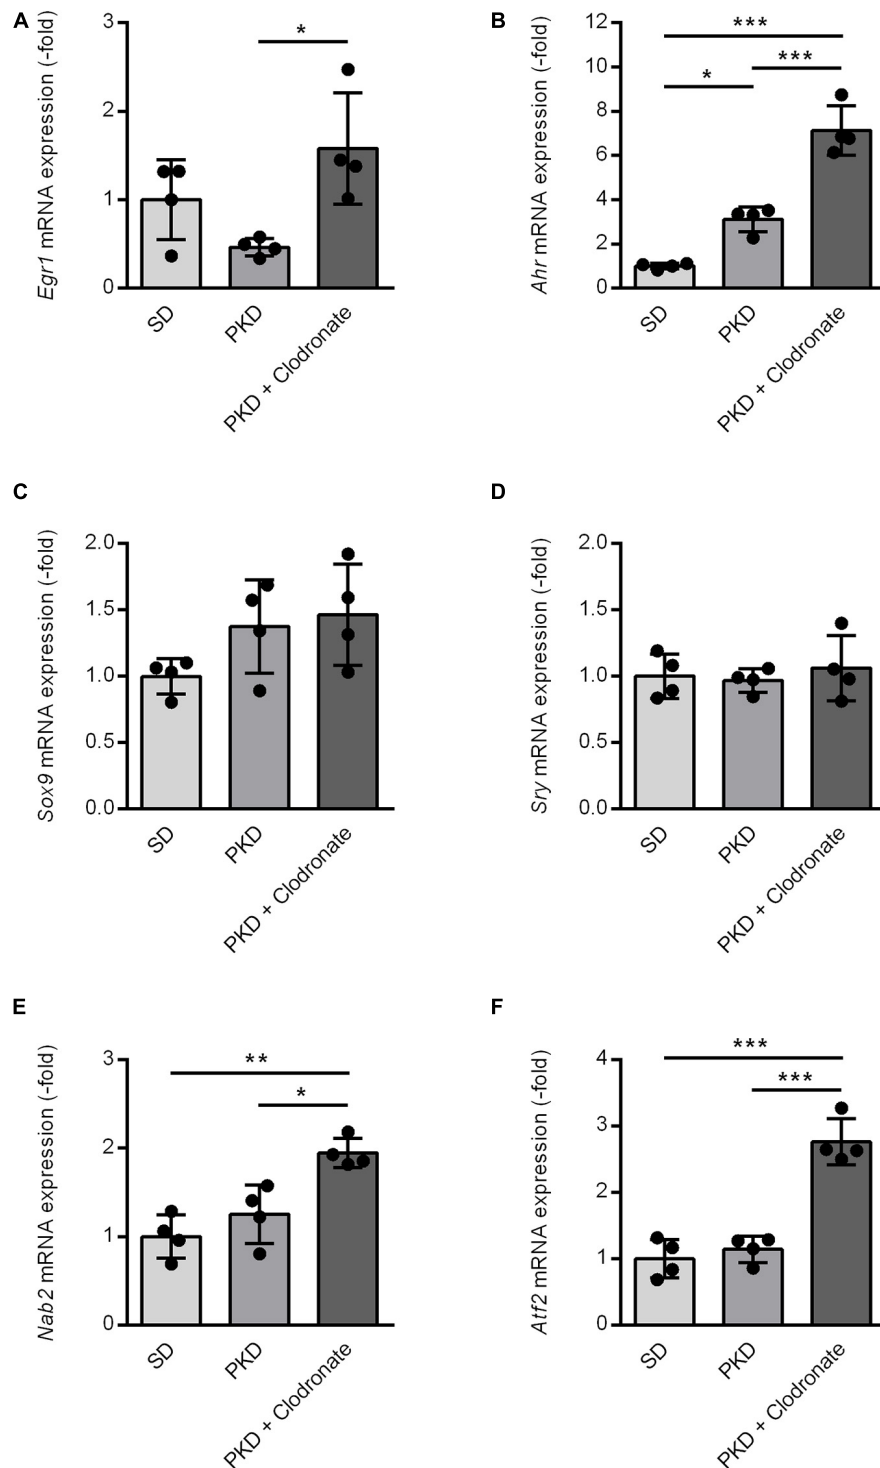 A
Egr1 mRNA expression (-fold)
3
2
1
0
*
SD
PKD
PKD + Clodronate
B
Ahr mRNA expression (-fold)
12
10
8
6
4
2
0
***
***
*
SD
PKD
PKD + Clodronate
C
Sox9 mRNA expression (-fold)
2.0
1.5
1.0
0.5
0.0
SD
PKD
PKD + Clodronate
D
Sry mRNA expression (-fold)
2.0
1.5
1.0
0.5
0.0
SD
PKD
PKD + Clodronate
E
Nab2 mRNA expression (-fold)
3
2
1
0
**
*
SD
PKD
PKD + Clodronate
F
Atf2 mRNA expression (-fold)
4
3
2
1
0
***
***
SD
PKD
PKD + Clodronate